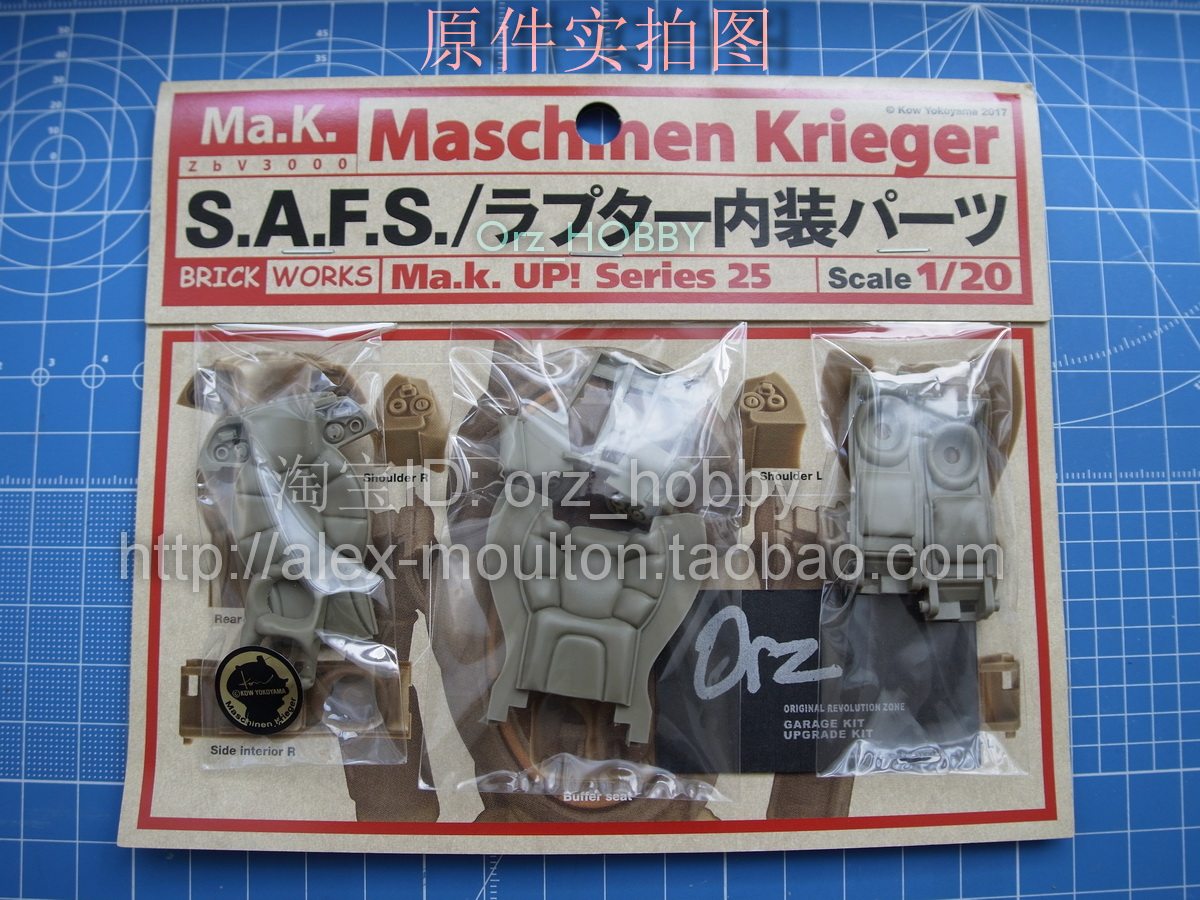 原件实拍图
© Kow Yokoyama 2017
Ma.K.
ZbV3000
Maschinen Krieger
S.A.F.S./ラプター内装パーツ
Orz HOBBY
BRICK WORKS
Ma.k. UP! Series 25
Scale 1/20
Shoulder R
Shoulder L
淘宝ID: orz_hobby
http://alex-moulton.taobao.com
Rear
Orz
ORIGINAL REVOLUTION ZONE
GARAGE KIT
UPGRADE KIT
©KOW YOKOYAMA
Maschinen Krieger
Side interior R
Buffer seat